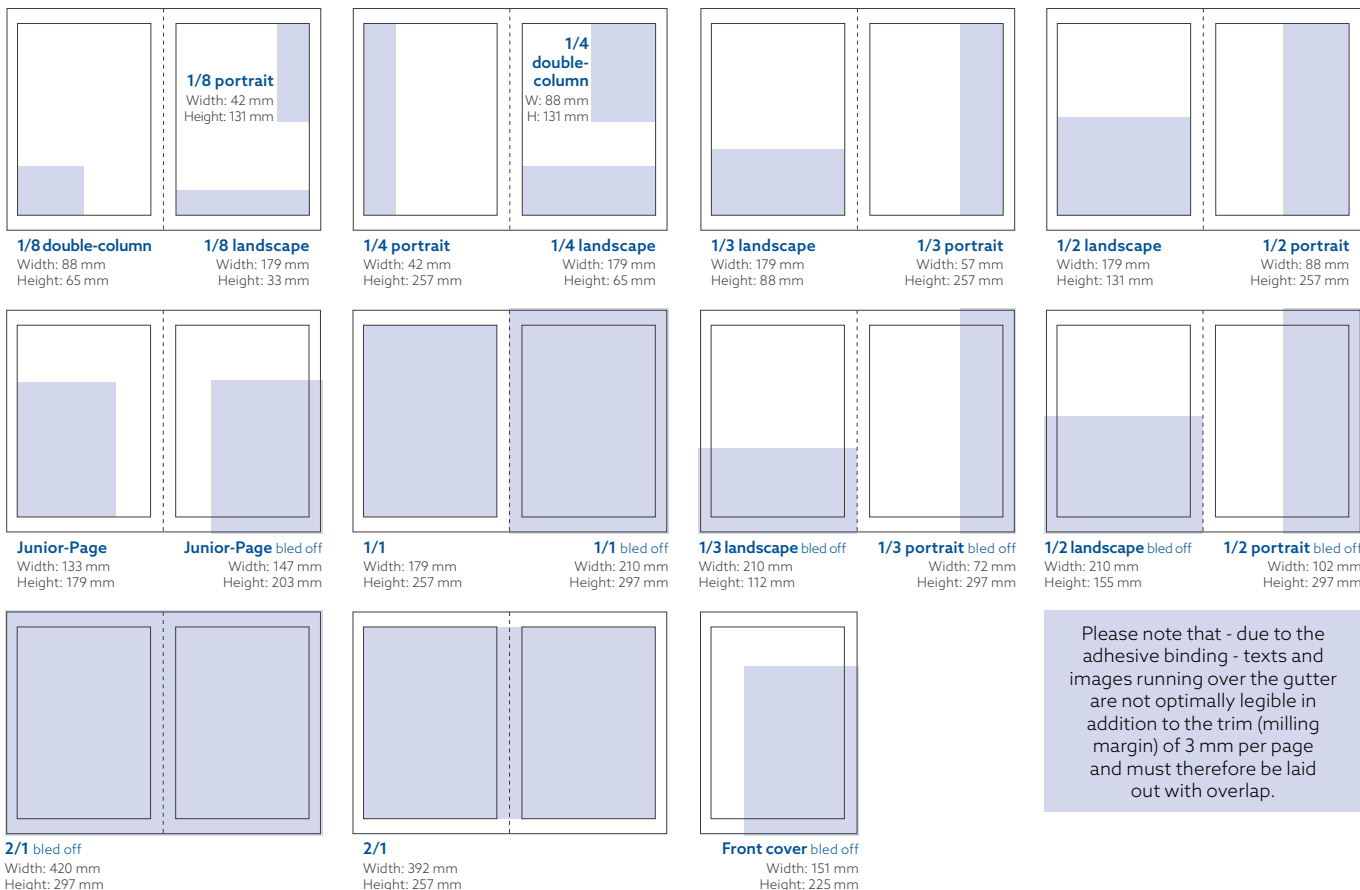 1/8 portrait
Width: 42 mm
Height: 131 mm
1/8 double-column
Width: 88 mm
Height: 65 mm
1/8 landscape
Width: 179 mm
Height: 33 mm
1/4
double-
column
W: 88 mm
H: 131 mm
1/4 portrait
Width: 42 mm
Height: 257 mm
1/4 landscape
Width: 179 mm
Height: 65 mm
1/3 landscape
Width: 179 mm
Height: 88 mm
1/3 portrait
Width: 57 mm
Height: 257 mm
1/2 landscape
Width: 179 mm
Height: 131 mm
1/2 portrait
Width: 88 mm
Height: 257 mm
Junior-Page
Width: 133 mm
Height: 179 mm
Junior-Page bled off
Width: 147 mm
Height: 203 mm
1/1
Width: 179 mm
Height: 257 mm
1/1 bled off
Width: 210 mm
Height: 297 mm
1/3 landscape bled off
Width: 210 mm
Height: 112 mm
1/3 portrait bled off
Width: 72 mm
Height: 297 mm
1/2 landscape bled off
Width: 210 mm
Height: 155 mm
1/2 portrait bled off
Width: 102 mm
Height: 297 mm
2/1 bled off
Width: 420 mm
Height: 297 mm
2/1
Width: 392 mm
Height: 257 mm
Front cover bled off
Width: 151 mm
Height: 225 mm
Please note that - due to the
adhesive binding - texts and
images running over the gutter
are not optimally legible in
addition to the trim (milling
margin) of 3 mm per page
and must therefore be laid
out with overlap.